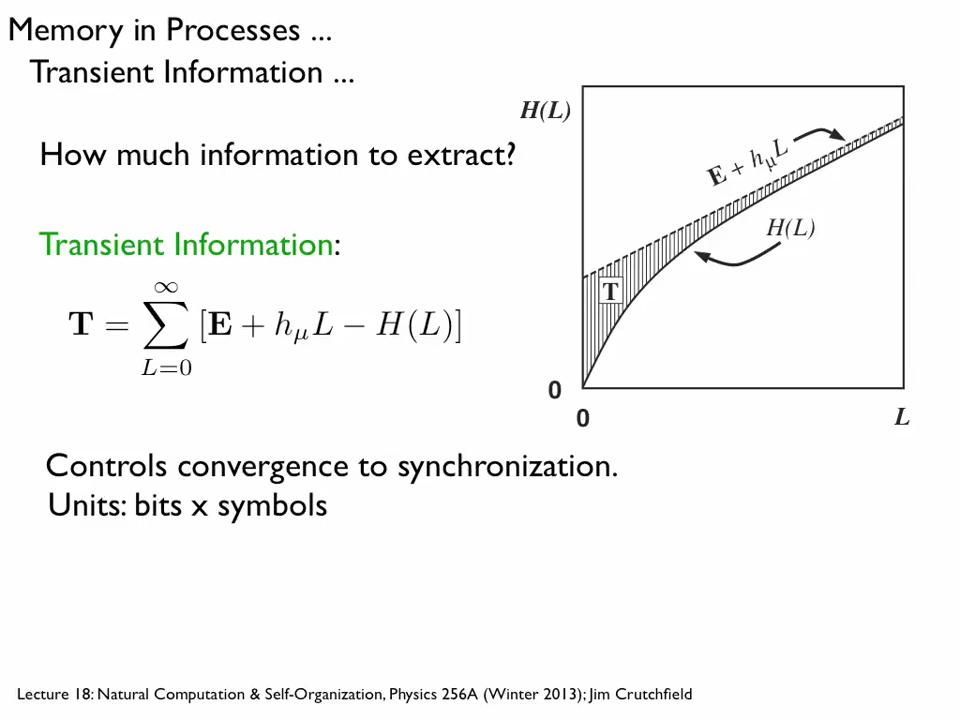 Memory in Processes ...
Transient Information ...
How much information to extract?
Transient Information:
T = ∑_{L=0}^{∞} [E + h_μ L − H(L)]
H(L)
E + h_μ L
H(L)
T
0
0
L
Controls convergence to synchronization.
Units: bits x symbols
Lecture 18: Natural Computation & Self-Organization, Physics 256A (Winter 2013); Jim Crutchfield